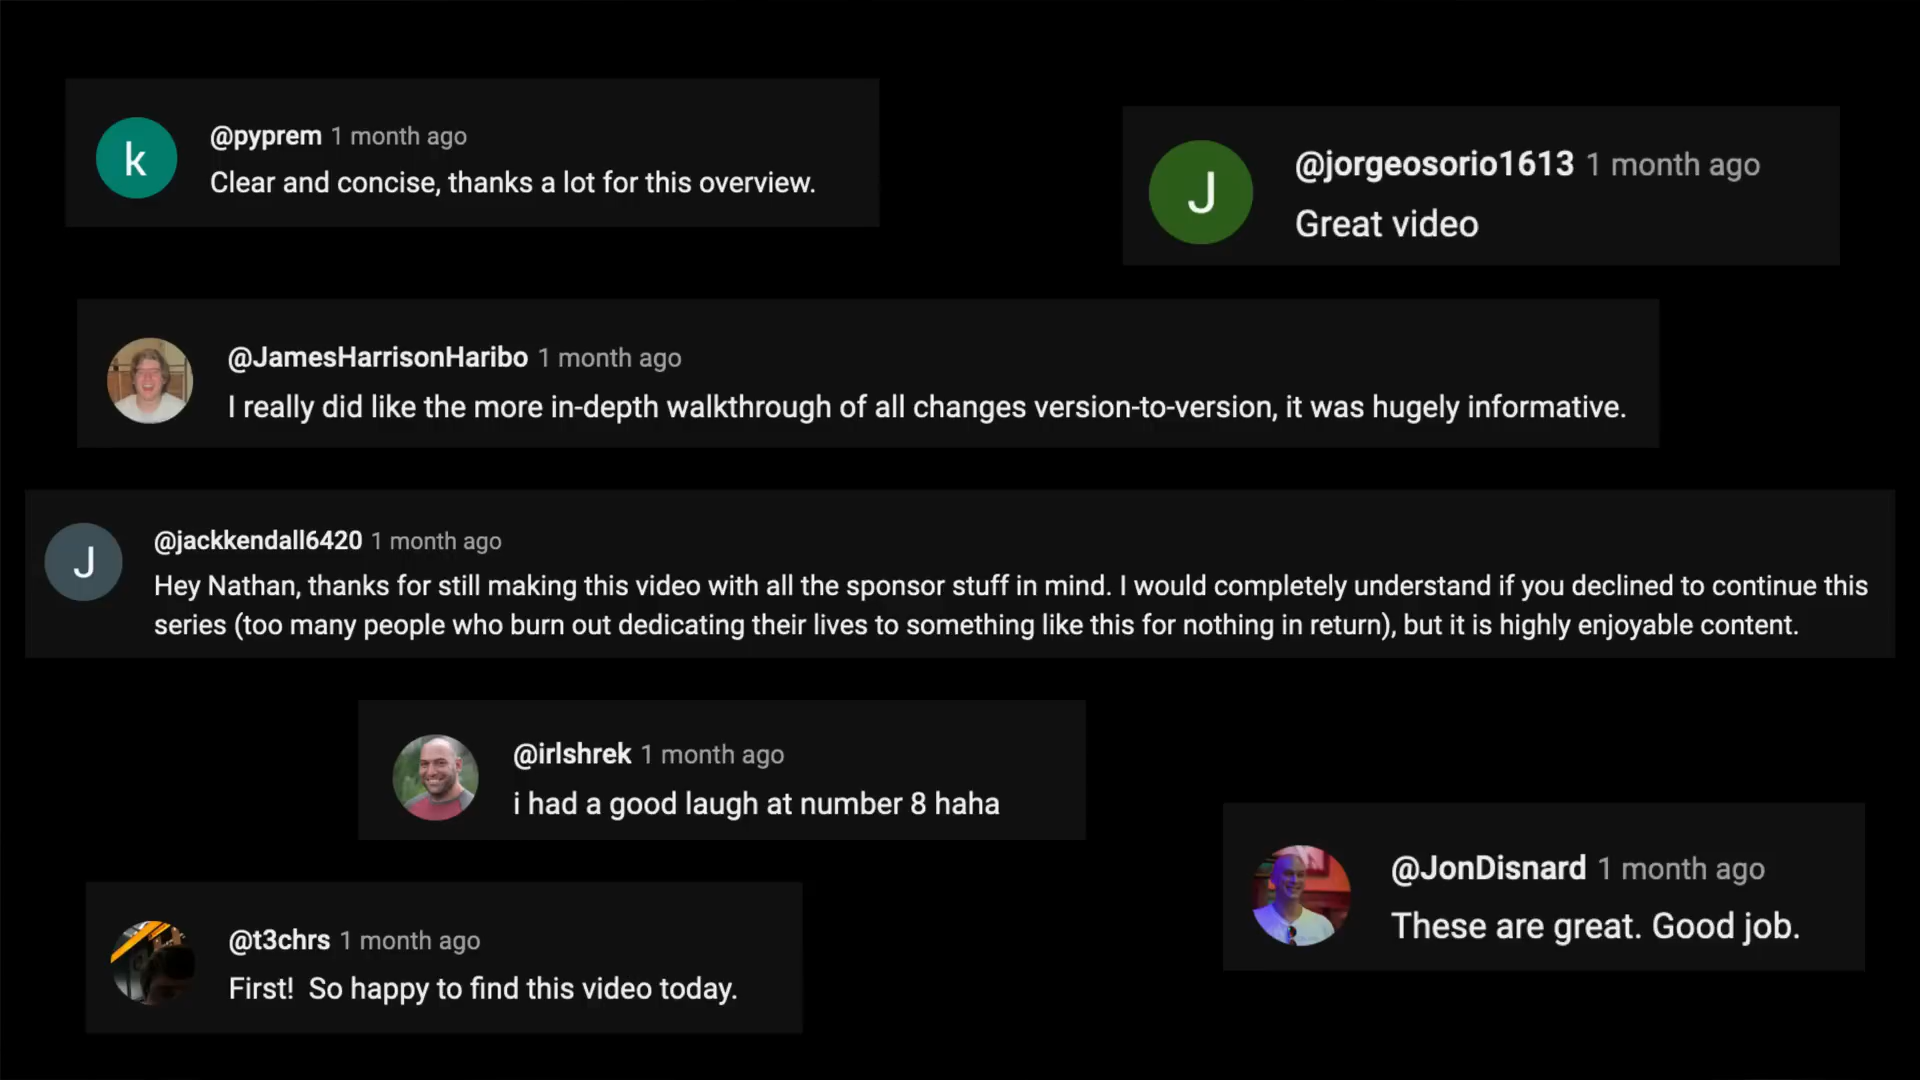 k
@pyprem 1 month ago
Clear and concise, thanks a lot for this overview.
J
@jorgeosorio1613 1 month ago
Great video
@JamesHarrisonHaribo 1 month ago
I really did like the more in-depth walkthrough of all changes version-to-version, it was hugely informative.
J
@jackkendall6420 1 month ago
Hey Nathan, thanks for still making this video with all the sponsor stuff in mind. I would completely understand if you declined to continue this
series (too many people who burn out dedicating their lives to something like this for nothing in return), but it is highly enjoyable content.
@irlshrek 1 month ago
i had a good laugh at number 8 haha
@JonDisnard 1 month ago
These are great. Good job.
@t3chrs 1 month ago
First!  So happy to find this video today.